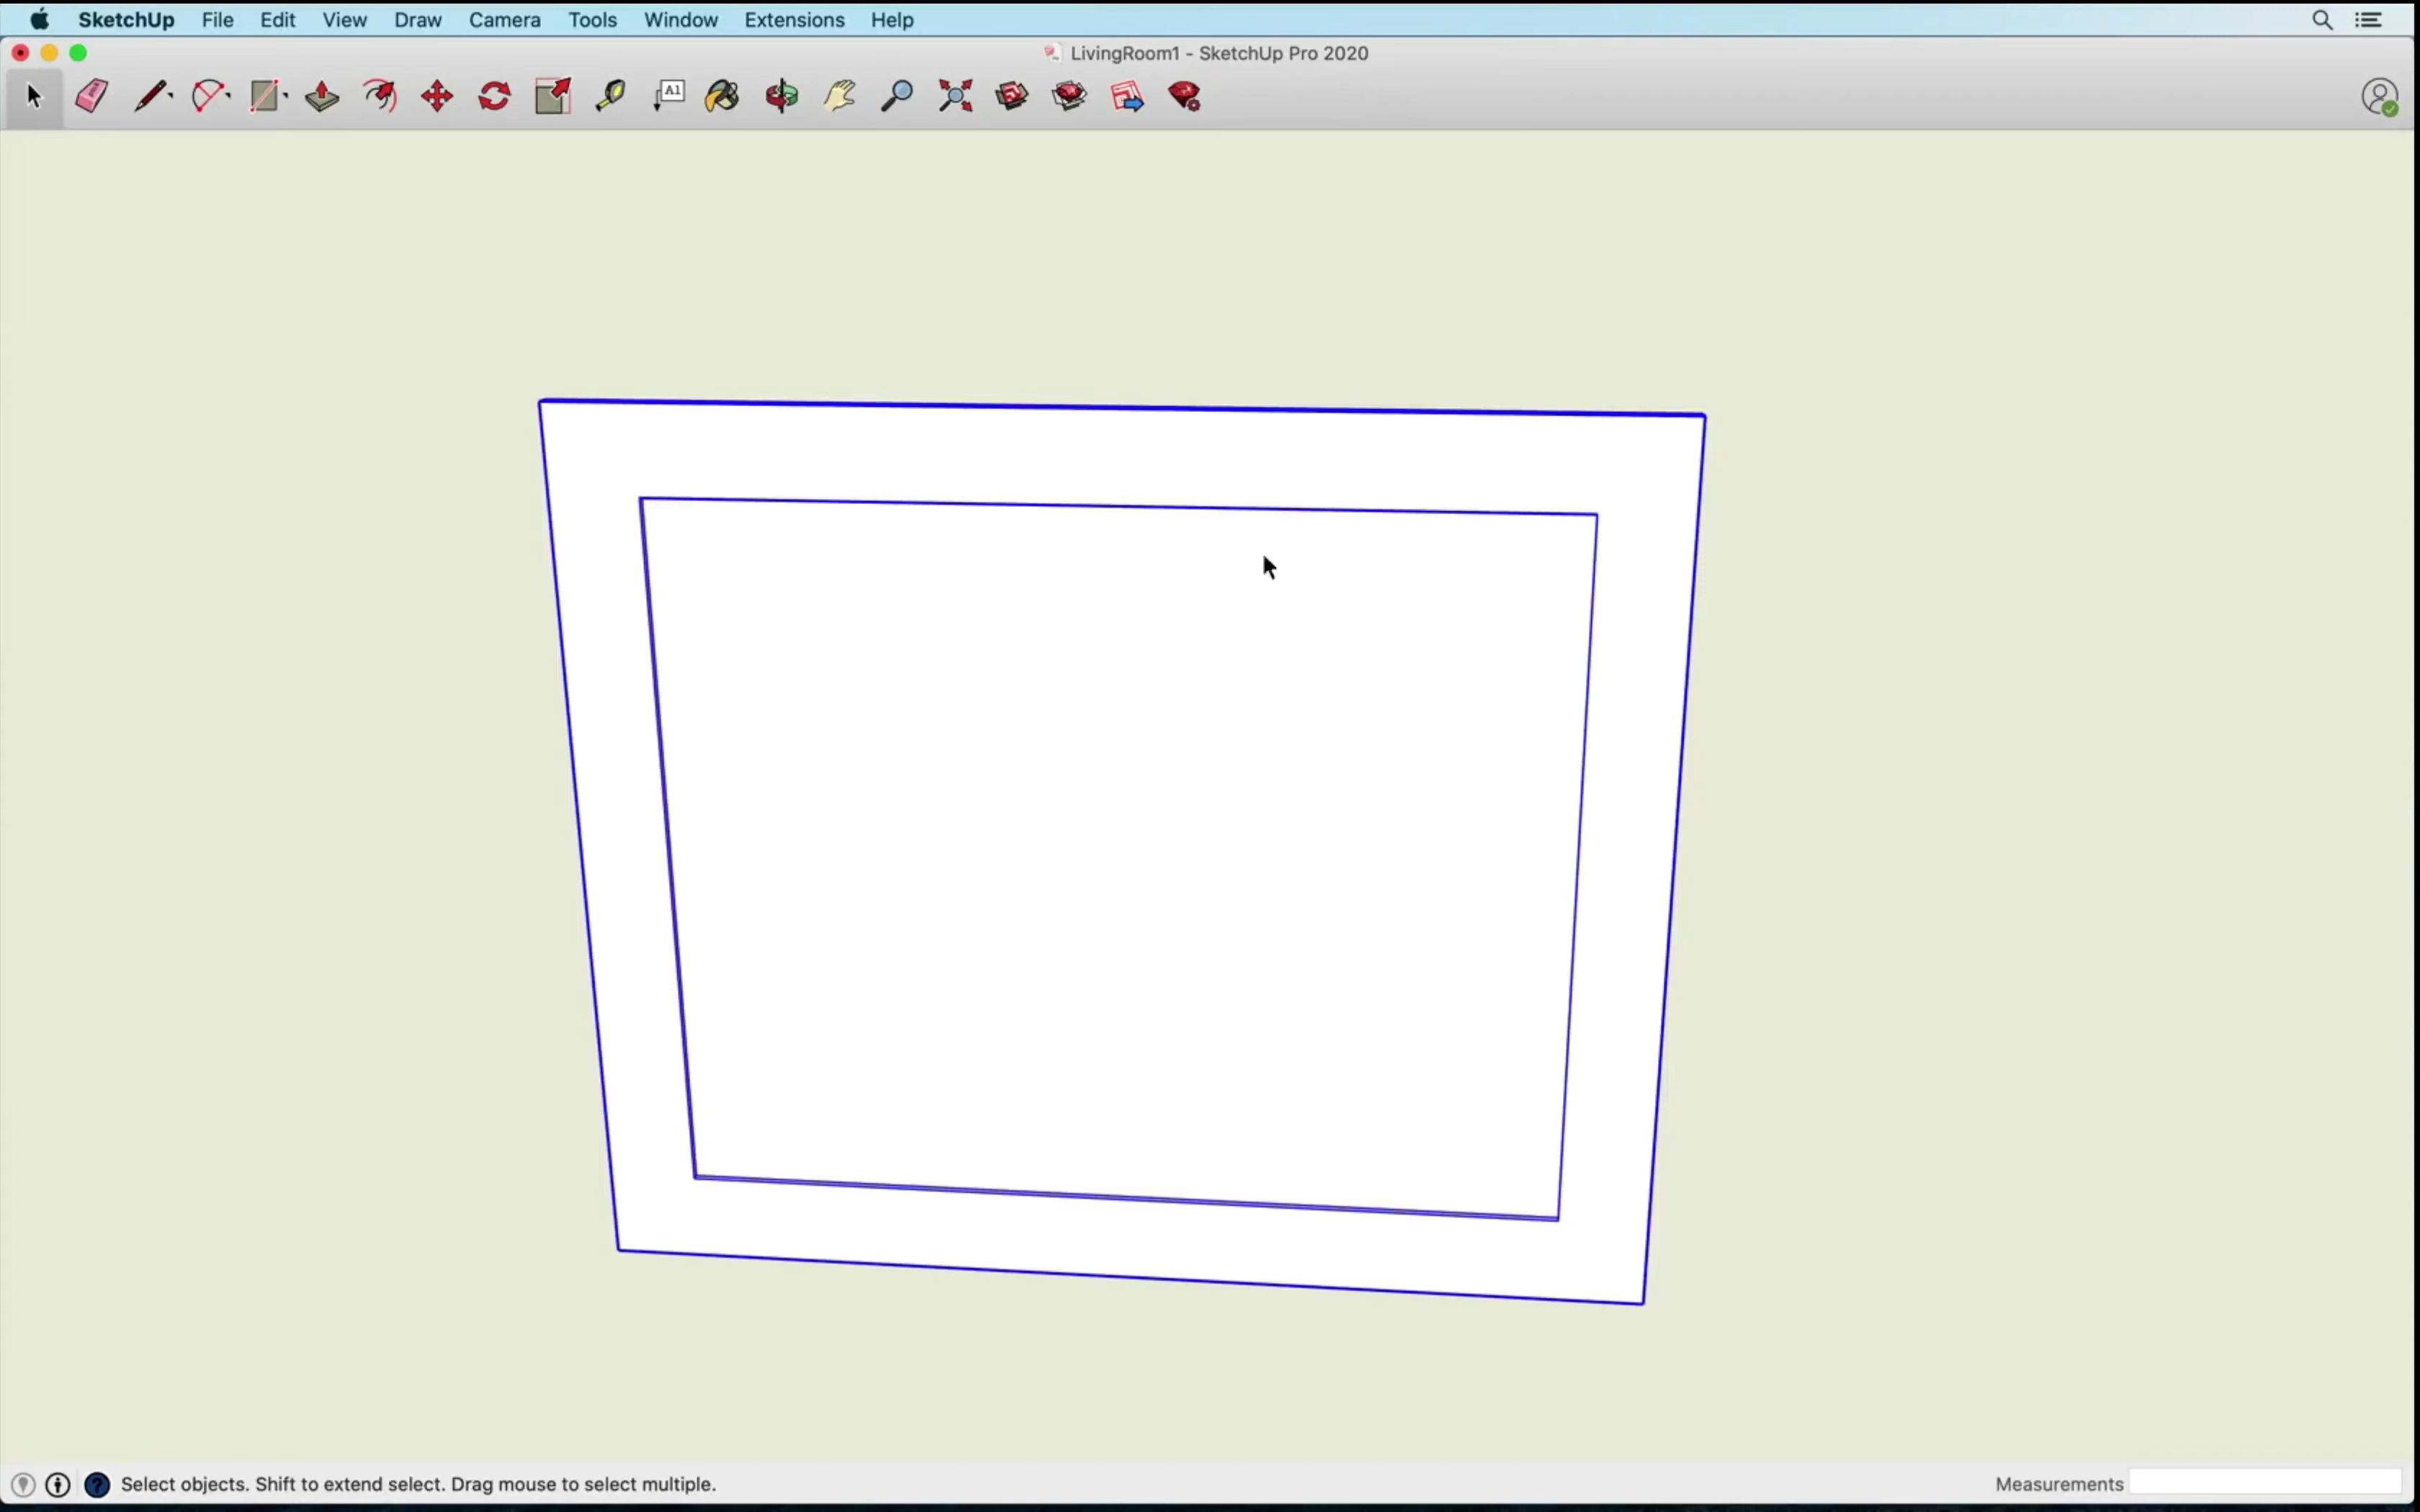 SketchUp File Edit View Draw Camera Tools Window Extensions Help
LivingRoom1 - SketchUp Pro 2020
A1
Select objects. Shift to extend select. Drag mouse to select multiple.
Measurements